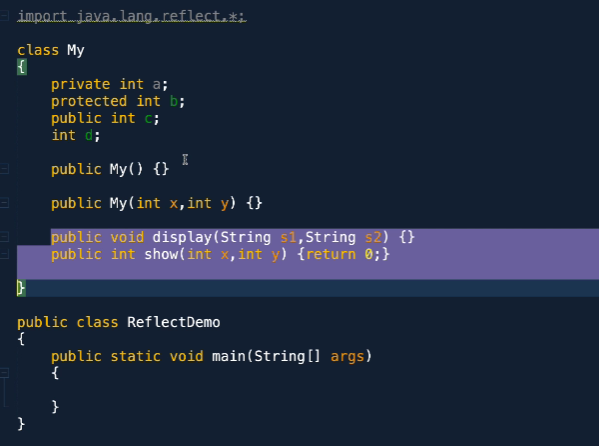 import java.lang.reflect.*;
class My
{
private int a;
protected int b;
public int c;
int d;
public My() {}
public My(int x,int y) {}
public void display(String s1,String s2) {}
public int show(int x,int y) {return 0;}
}
public class ReflectDemo
{
public static void main(String[] args)
{
}
}